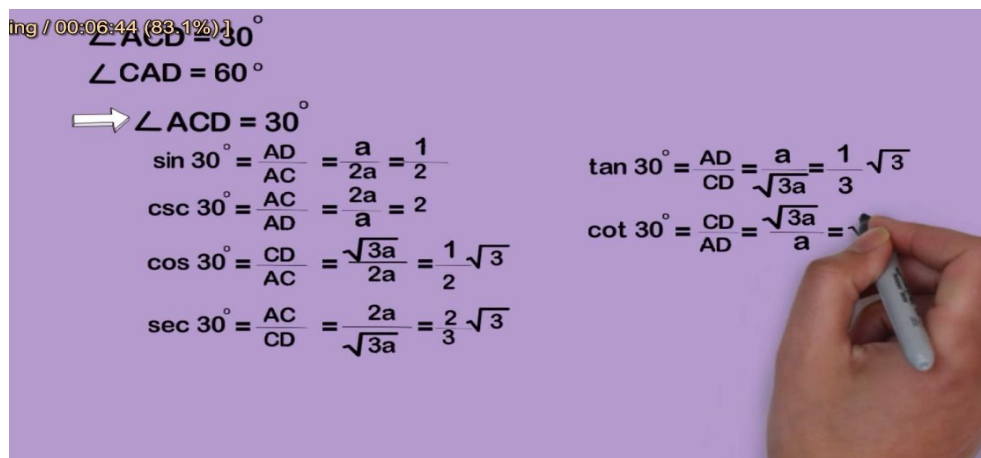 ing / 00:06:44 (83.1%) ]
∠ACD = 30°
∠CAD = 60°
∠ACD = 30°
sin 30° = AD/AC = a/2a = 1/2
csc 30° = AC/AD = 2a/a = 2
cos 30° = CD/AC = √3a/2a = 1/2 √3
sec 30° = AC/CD = 2a/√3a = 2/3 √3
tan 30° = AD/CD = a/√3a = 1/3 √3
cot 30° = CD/AD = √3a/a =